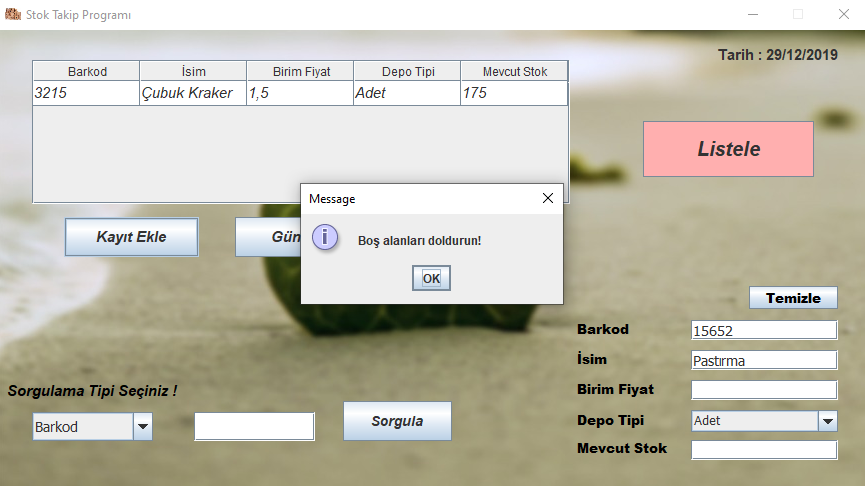 Stok Takip Programı
Tarih : 29/12/2019
Barkod İsim Birim Fiyat Depo Tipi Mevcut Stok
3215 Çubuk Kraker 1,5 Adet 175
Listele
Message
Boş alanları doldurun!
OK
Kayıt Ekle
Temizle
Barkod 15652
İsim Pastırma
Birim Fiyat
Depo Tipi Adet
Mevcut Stok
Sorgulama Tipi Seçiniz !
Barkod
Sorgula